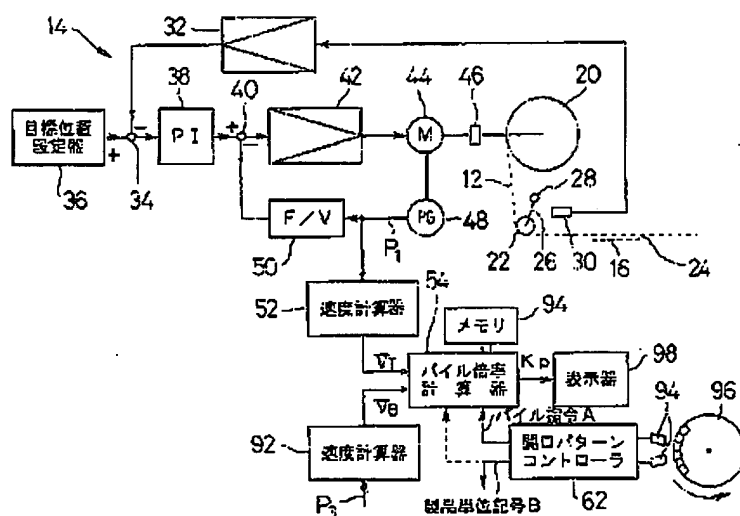 14
32
38
40
42
44
46
20
目標位置
設定器
PI
M
36
34
12
28
F/V
PG
48
50
P₁
22
26
30
16
24
52
速度計算器
54
メモリ
94
V̅T
パイル倍率
計算器
Kp
表示器
98
94
96
V̅B
パイル指令A
92
速度計算器
開口パターン
コントローラ
P₃
製品単位記号B
62